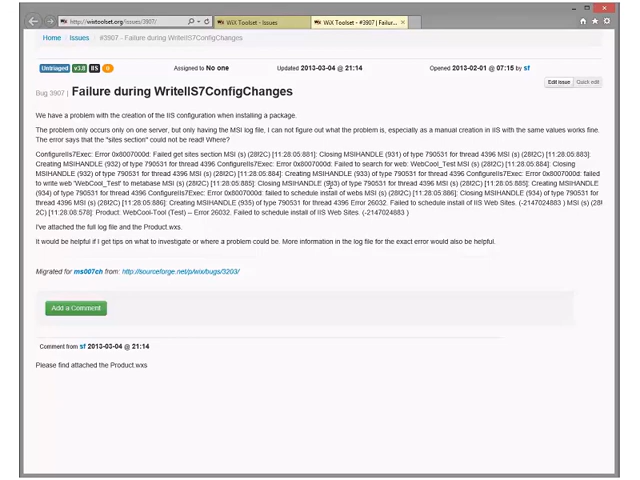 http://wixtoolset.org/issues/3907/
WiX Toolset - Issues
WiX Toolset - #3907 | Failur...
Home Issues #3907 - Failure during WriteIIS7ConfigChanges
Untriaged v3.8 IIS 0 Assigned to No one Updated 2013-03-04 @ 21:14 Opened 2013-02-01 @ 07:15 by sf
Edit issue Quick edit
Bug 3907 | Failure during WriteIIS7ConfigChanges
We have a problem with the creation of the IIS configuration when installing a package.
The problem only occurs only on one server, but only having the MSI log file, I can not figure out what the problem is, especially as a manual creation in IIS with the same values works fine.
The error says that the "sites section" could not be read! Where?
ConfigureIIs7Exec: Error 0x8007000d: Failed get sites section MSI (s) (28!2C) [11:28:05:881]: Closing MSIHANDLE (931) of type 790531 for thread 4396 MSI (s) (28!2C) [11:28:05:883]:
Creating MSIHANDLE (932) of type 790531 for thread 4396 ConfigureIIs7Exec: Error 0x8007000d: Failed to search for web: WebCool_Test MSI (s) (28!2C) [11:28:05:884]: Closing
MSIHANDLE (932) of type 790531 for thread 4396 MSI (s) (28!2C) [11:28:05:884]: Creating MSIHANDLE (933) of type 790531 for thread 4396 ConfigureIIs7Exec: Error 0x8007000d: failed
to write web 'WebCool_Test' to metabase MSI (s) (28!2C) [11:28:05:885]: Closing MSIHANDLE (933) of type 790531 for thread 4396 MSI (s) (28!2C) [11:28:05:885]: Creating MSIHANDLE
(934) of type 790531 for thread 4396 ConfigureIIs7Exec: Error 0x8007000d: failed to schedule install of webs MSI (s) (28!2C) [11:28:05:886]: Closing MSIHANDLE (934) of type 790531 for
thread 4396 MSI (s) (28!2C) [11:28:05:886]: Creating MSIHANDLE (935) of type 790531 for thread 4396 Error 26032. Failed to schedule install of IIS Web Sites. (-2147024883 ) MSI (s) (28!
2C) [11:28:08:578]: Product: WebCool-Tool (Test) -- Error 26032. Failed to schedule install of IIS Web Sites. (-2147024883 )
I've attached the full log file and the Product.wxs.
It would be helpful if I get tips on what to investigate or where a problem could be. More information in the log file for the exact error would also be helpful.
Migrated for ms007ch from: http://sourceforge.net/p/wix/bugs/3203/
Add a Comment
Comment from sf 2013-03-04 @ 21:14
Please find attached the Product.wxs